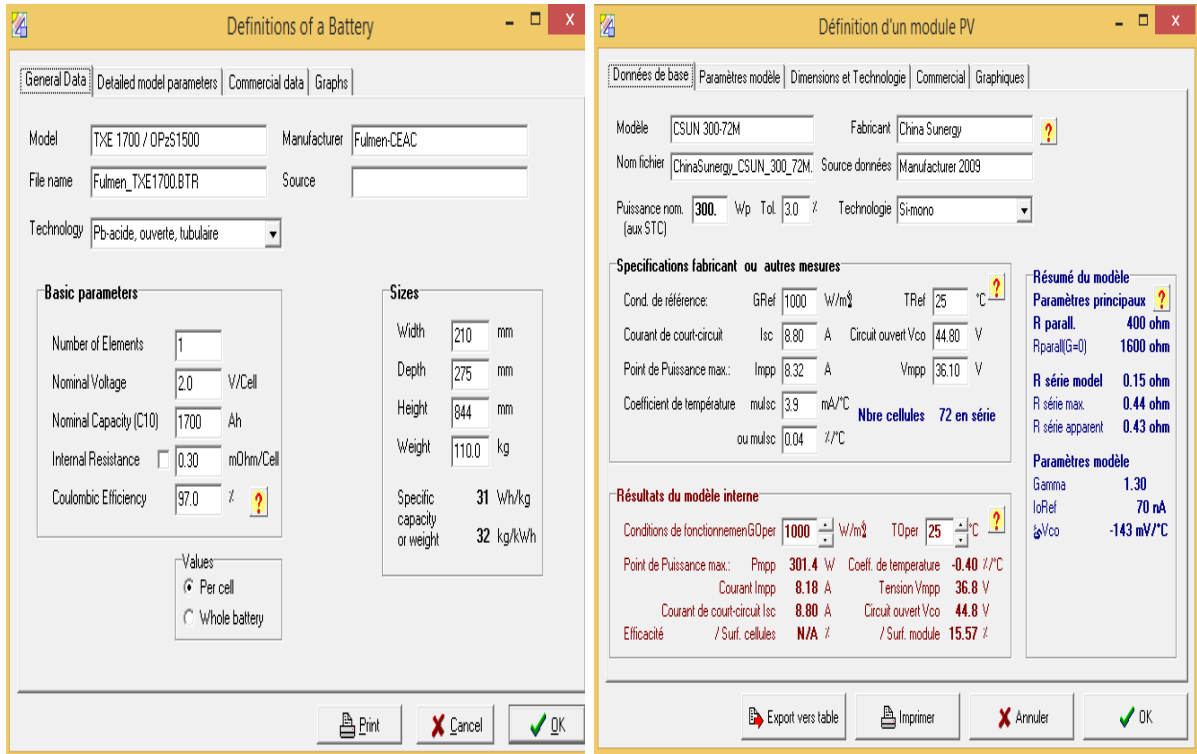 Definitions of a Battery
General Data Detailed model parameters Commercial data Graphs
Model TXE 1700 / OPzS1500 Manufacturer Fulmen-CEAC
File name Fulmen_TXE1700.BTR Source
Technology Pb-acide, ouverte, tubulaire
Basic parameters
Number of Elements 1
Nominal Voltage 2.0 V/Cell
Nominal Capacity (C10) 1700 Ah
Internal Resistance 0.30 mOhm/Cell
Coulombic Efficiency 97.0 % ?
Sizes
Width 210 mm
Depth 275 mm
Height 844 mm
Weight 110.0 kg
Specific 31 Wh/kg
capacity
or weight 32 kg/kWh
Values
Per cell
Whole battery
Print Cancel OK
Définition d'un module PV
Données de base Paramètres modèle Dimensions et Technologie Commercial Graphiques
Modèle CSUN 300-72M Fabricant China Sunergy ?
Nom fichier ChinaSunergy_CSUN_300_72M. Source données Manufacturer 2009
Puissance nom. 300. Wp Tol. 3.0 % Technologie Si-mono
(aux STC)
Specifications fabricant ou autres mesures ?
Cond. de référence: GRef 1000 W/m² TRef 25 °C
Courant de court-circuit Isc 8.80 A Circuit ouvert Vco 44.80 V
Point de Puissance max.: Impp 8.32 A Vmpp 36.10 V
Coefficient de température muIsc 3.9 mA/°C Nbre cellules 72 en série
ou muIsc 0.04 %/°C
Résultats du modèle interne
Conditions de fonctionnemenGOper 1000 W/m² TOper 25 °C ?
Point de Puissance max.: Pmpp 301.4 W Coeff. de temperature -0.40 %/°C
Courant Impp 8.18 A Tension Vmpp 36.8 V
Courant de court-circuit Isc 8.80 A Circuit ouvert Vco 44.8 V
Efficacité / Surf. cellules N/A % / Surf. module 15.57 %
Résumé du modèle
Paramètres principaux ?
R parall. 400 ohm
Rparall(G=0) 1600 ohm
R série model 0.15 ohm
R série max. 0.44 ohm
R série apparent 0.43 ohm
Paramètres modèle
Gamma 1.30
IoRef 70 nA
Vco -143 mV/°C
Export vers table Imprimer Annuler OK